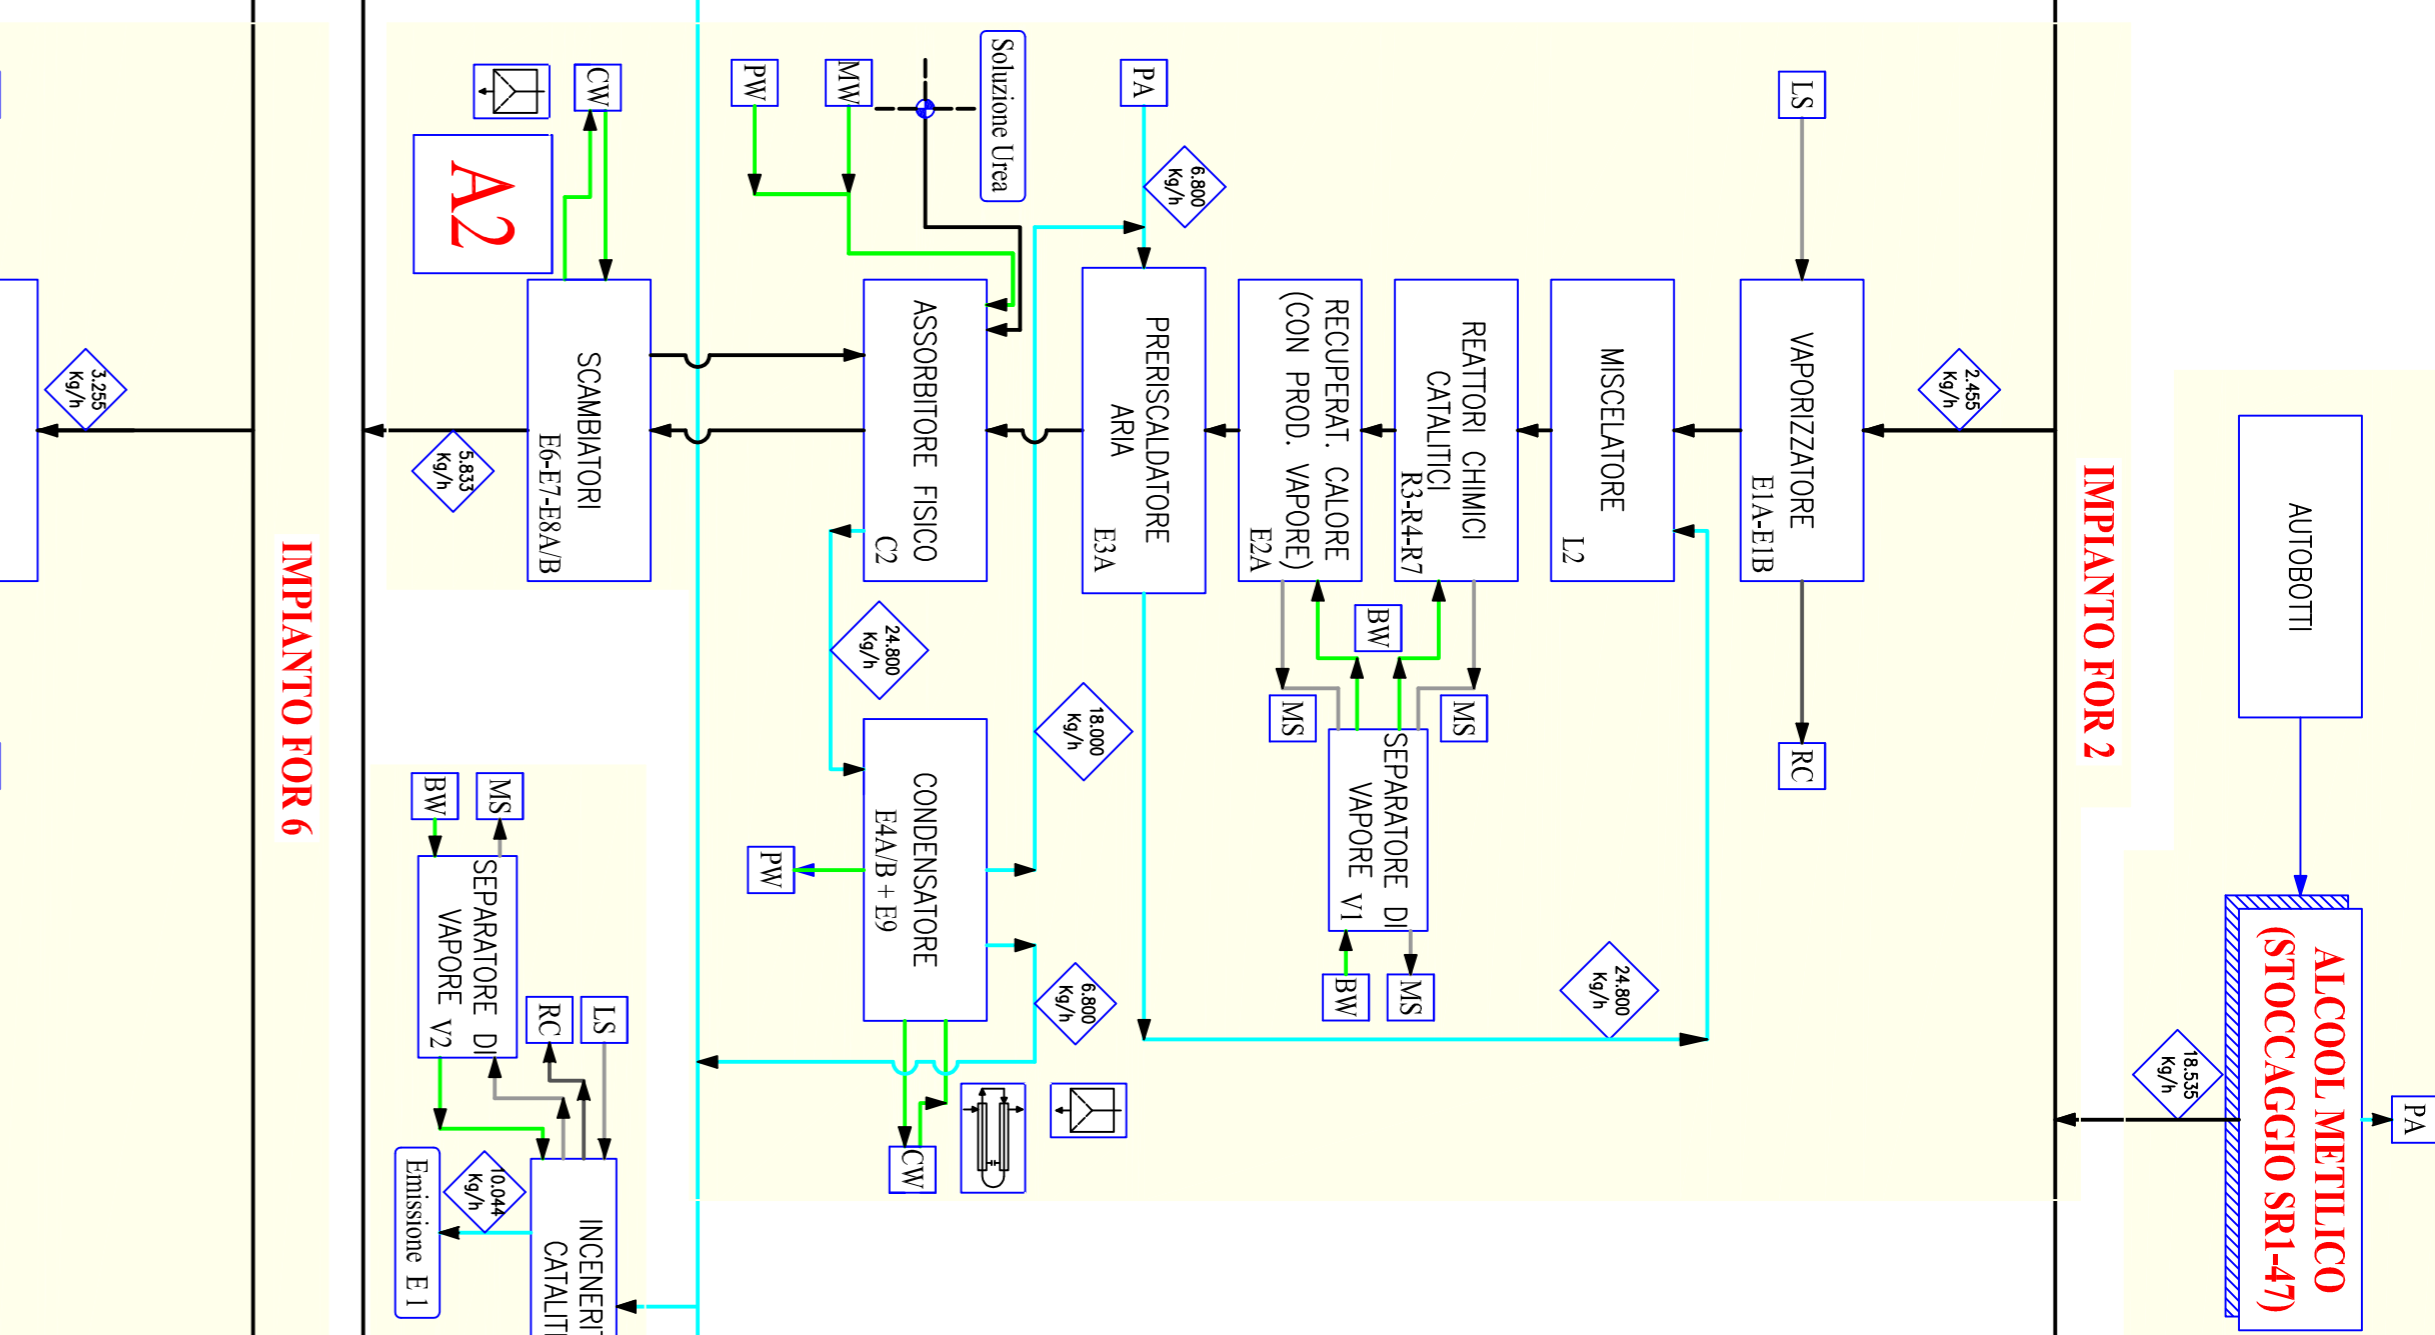 AUTOBOTTI
ALCOOL METILICO
(STOCCAGGIO SR1-47)
PA
18.535
Kg/h
IMPIANTO FOR 2
2.455
Kg/h
LS
VAPORIZZATORE
E1A-E1B
RC
MISCELATORE
L2
24.800
Kg/h
REATTORI CHIMICI
CATALITICI
R3-R4-R7
MS
BW
MS
SEPARATORE DI
VAPORE V1
MS
BW
RECUPERAT. CALORE
(CON PROD. VAPORE)
E2A
PA
6.800
Kg/h
PRERISCALDATORE
ARIA
E3A
18.000
Kg/h
6.800
Kg/h
Soluzione Urea
MW
PW
ASSORBITORE FISICO
C2
24.800
Kg/h
CONDENSATORE
E4A/B + E9
PW
CW
CW
A2
SCAMBIATORI
E6-E7-E8A/B
5.833
Kg/h
LS
RC
MS
BW
SEPARATORE DI
VAPORE V2
INCENERIT
CATALITI
10.044
Kg/h
Emissione E 1
IMPIANTO FOR 6
3.255
Kg/h